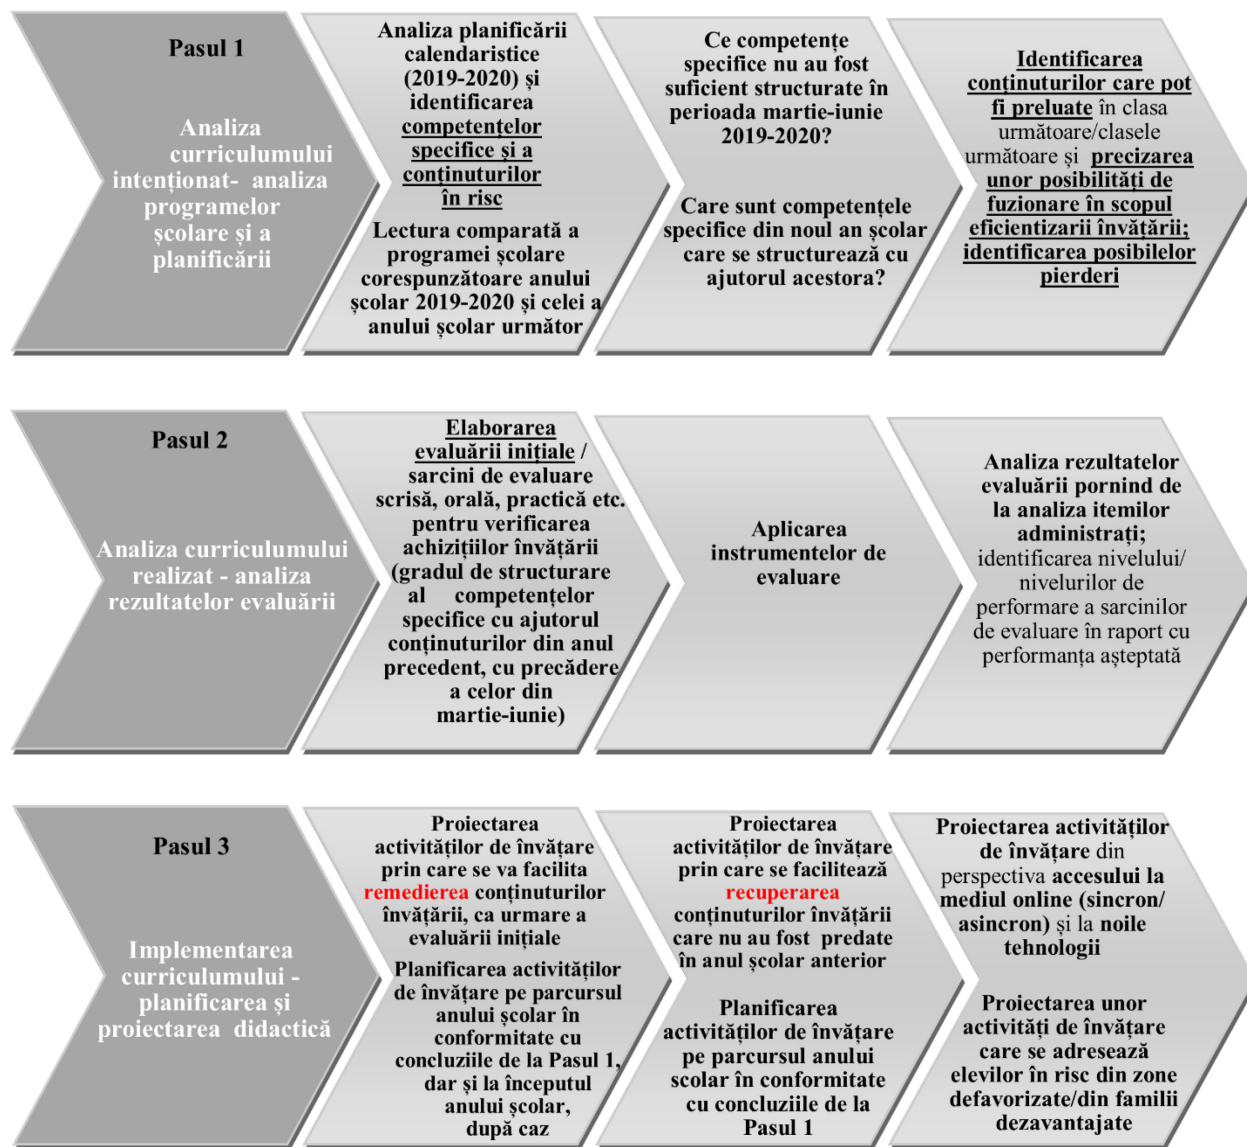 Pasul 1
Analiza
curriculumului
intenționat- analiza
programelor
școlare și a
planificării
Analiza planificării
calendaristice
(2019-2020) și
identificarea
competențelor
specifice și a
conținuturilor
în risc
Lectura comparată a
programei școlare
corespunzătoare anului
școlar 2019-2020 și celei a
anului școlar următor
Ce competențe
specifice nu au fost
suficient structurate în
perioada martie-iunie
2019-2020?
Care sunt competențele
specifice din noul an școlar
care se structurează cu
ajutorul acestora?
Identificarea
conținuturilor care pot
fi preluate în clasa
următoare/clasele
următoare și precizarea
unor posibilități de
fuzionare în scopul
eficientizarii învățării;
identificarea posibilelor
pierderi
Pasul 2
Analiza curriculumului
realizat - analiza
rezultatelor evaluării
Elaborarea
evaluării inițiale /
sarcini de evaluare
scrisă, orală, practică etc.
pentru verificarea
achizițiilor învățării
(gradul de structurare
al competențelor
specifice cu ajutorul
conținuturilor din anul
precedent, cu precădere
a celor din
martie-iunie)
Aplicarea
instrumentelor de
evaluare
Analiza rezultatelor
evaluării pornind de
la analiza itemilor
administrați;
identificarea nivelului/
nivelurilor de
performare a sarcinilor
de evaluare în raport cu
performanța așteptată
Pasul 3
Implementarea
curriculumului -
planificarea și
proiectarea didactică
Proiectarea
activităților de învățare
prin care se va facilita
remedierea conținuturilor
învățării, ca urmare a
evaluării inițiale
Planificarea activităților
de învățare pe parcursul
anului școlar în
conformitate cu
concluziile de la Pasul 1,
dar și la începutul
anului școlar,
după caz
Proiectarea
activităților de învățare
prin care se facilitează
recuperarea
conținuturilor învățării
care nu au fost predate
în anul școlar anterior
Planificarea
activităților de învățare
pe parcursul anului
școlar în conformitate
cu concluziile de la
Pasul 1
Proiectarea activităților
de învățare din
perspectiva accesului la
mediul online (sincron/
asincron) și la noile
tehnologii
Proiectarea unor
activități de învățare
care se adresează
elevilor în risc din zone
defavorizate/din familii
dezavantajate